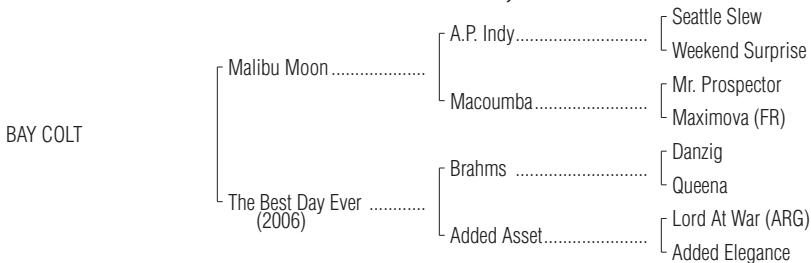 Seattle Slew
A.P. Indy
Weekend Surprise
Malibu Moon
Mr. Prospector
Macoumba
Maximova (FR)
BAY COLT
Danzig
Brahms
Queena
The Best Day Ever
(2006)
Lord At War (ARG)
Added Asset
Added Elegance